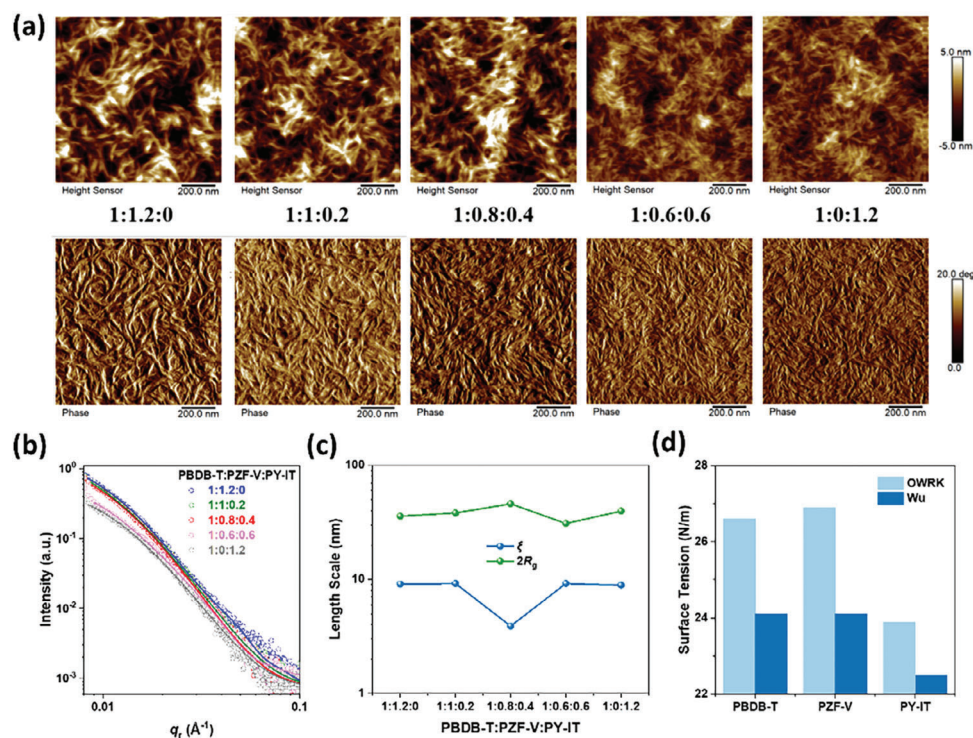 (a)
5.0 nm
-5.0 nm
Height Sensor 200.0 nm
Height Sensor 200.0 nm
Height Sensor 200.0 nm
Height Sensor 200.0 nm
Height Sensor 200.0 nm
1:1.2:0 1:1:0.2 1:0.8:0.4 1:0.6:0.6 1:0:1.2
20.0 deg
0.0
Phase 200.0 nm
Phase 200.0 nm
Phase 200.0 nm
Phase 200.0 nm
Phase 200.0 nm
(b)
PBDB-T:PZF-V:PY-IT
1:1.2:0
1:1:0.2
1:0.8:0.4
1:0.6:0.6
1:0:1.2
Intensity (a.u.)
10⁰
10⁻¹
10⁻²
10⁻³
0.01 0.1
qᵣ (Å⁻¹)
(c)
Length Scale (nm)
100
10
1
ξ
2Rg
1:1.2:0 1:1:0.2 1:0.8:0.4 1:0.6:0.6 1:0:1.2
PBDB-T:PZF-V:PY-IT
(d)
Surface Tension (N/m)
28
26
24
22
OWRK
Wu
PBDB-T PZF-V PY-IT